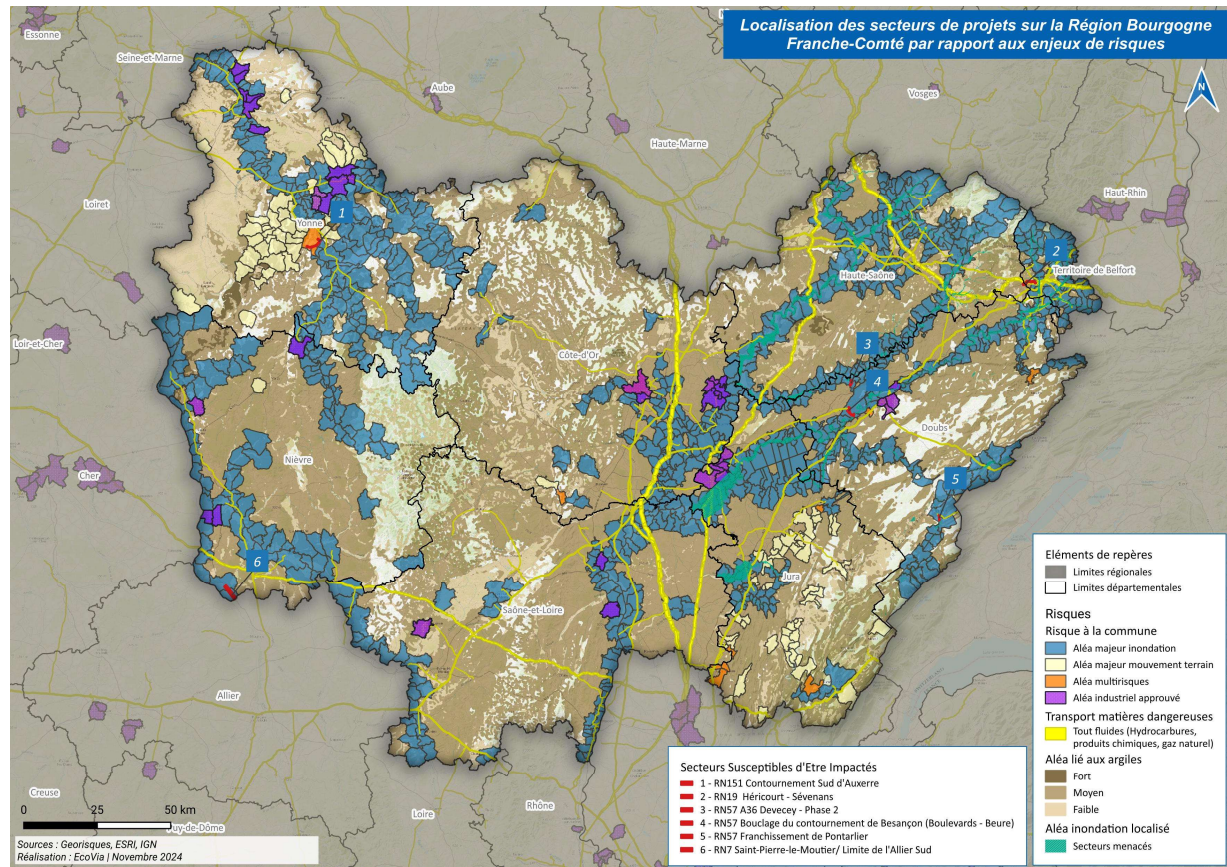 Localisation des secteurs de projets sur la Région Bourgogne
Franche-Comté par rapport aux enjeux de risques
N
Essonne
Seine-et-Marne
Aube
Vosges
Haute-Marne
Loiret
Haut-Rhin
Yonne
1
2
Haute-Saône
Territoire de Belfort
Loir-et-Cher
Côte-d'Or
3
4
Doubs
Nièvre
Cher
5
6
Jura
Saône-et-Loire
Allier
Creuse
Puy-de-Dôme
Loire
Rhône
Eléments de repères
Limites régionales
Limites départementales
Risques
Risque à la commune
Aléa majeur inondation
Aléa majeur mouvement terrain
Aléa multirisques
Aléa industriel approuvé
Transport matières dangereuses
Tout fluides (Hydrocarbures,
produits chimiques, gaz naturel)
Aléa lié aux argiles
Fort
Moyen
Faible
Aléa inondation localisé
Secteurs menacés
Secteurs Susceptibles d'Etre Impactés
1 - RN151 Contournement Sud d'Auxerre
2 - RN19 Héricourt - Sévenans
3 - RN57 A36 Devecey - Phase 2
4 - RN57 Bouclage du contournement de Besançon (Boulevards - Beure)
5 - RN57 Franchissement de Pontarlier
6 - RN7 Saint-Pierre-le-Moutier/ Limite de l'Allier Sud
0 25 50 km
Sources : Georisques, ESRI, IGN
Réalisation : EcoVia | Novembre 2024